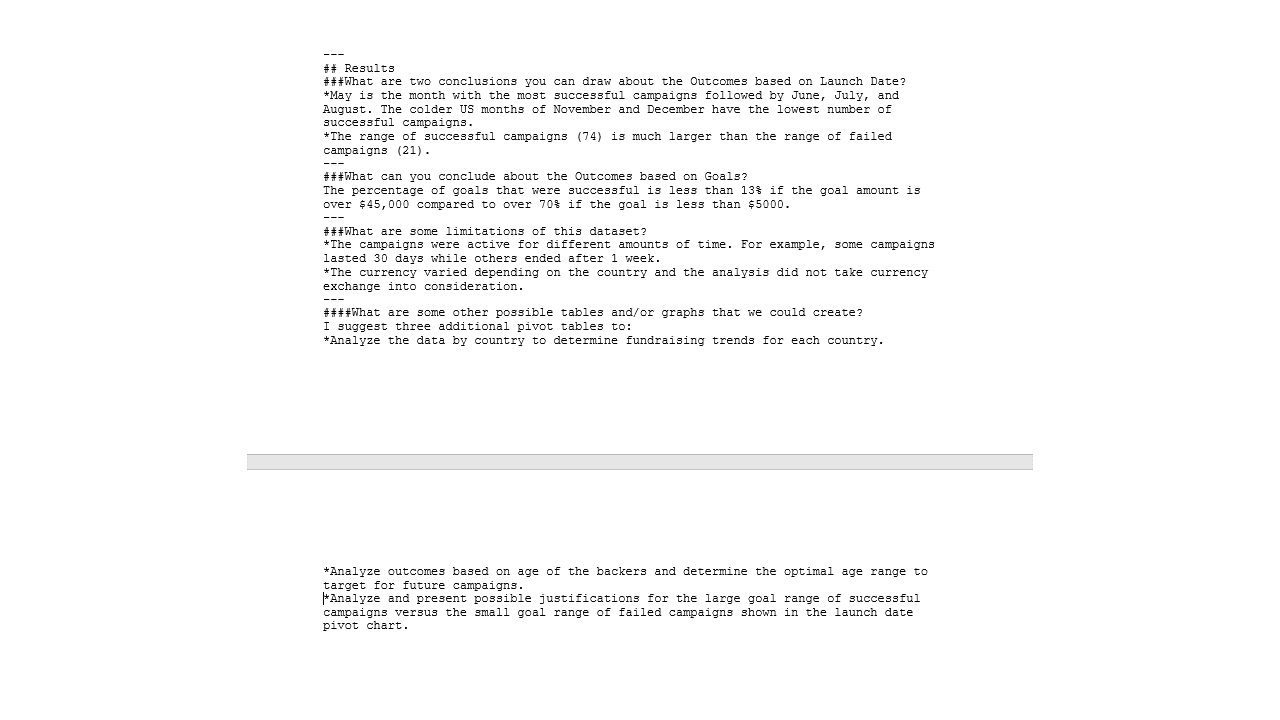 ---
## Results
###What are two conclusions you can draw about the Outcomes based on Launch Date?
*May is the month with the most successful campaigns followed by June, July, and
August. The colder US months of November and December have the lowest number of
successful campaigns.
*The range of successful campaigns (74) is much larger than the range of failed
campaigns (21).
---
###What can you conclude about the Outcomes based on Goals?
The percentage of goals that were successful is less than 13% if the goal amount is
over $45,000 compared to over 70% if the goal is less than $5000.
---
###What are some limitations of this dataset?
*The campaigns were active for different amounts of time. For example, some campaigns
lasted 30 days while others ended after 1 week.
*The currency varied depending on the country and the analysis did not take currency
exchange into consideration.
---
####What are some other possible tables and/or graphs that we could create?
I suggest three additional pivot tables to:
*Analyze the data by country to determine fundraising trends for each country.
*Analyze outcomes based on age of the backers and determine the optimal age range to
target for future campaigns.
*Analyze and present possible justifications for the large goal range of successful
campaigns versus the small goal range of failed campaigns shown in the launch date
pivot chart.